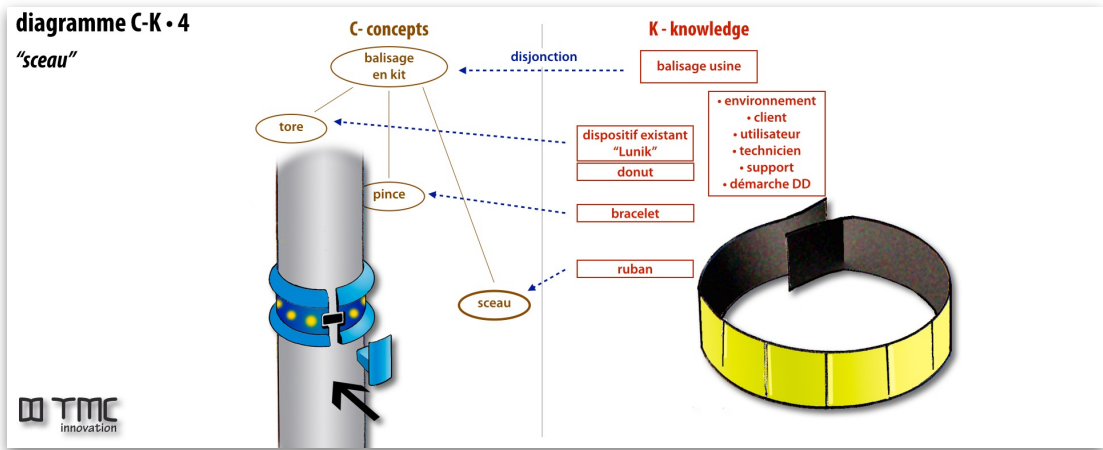 diagramme C-K • 4
“sceau”
C- concepts
K - knowledge
balisage
en kit
disjonction
balisage usine
tore
dispositif existant
“Lunik”
donut
• environnement
• client
• utilisateur
• technicien
• support
• démarche DD
pince
bracelet
ruban
sceau
TMC
innovation